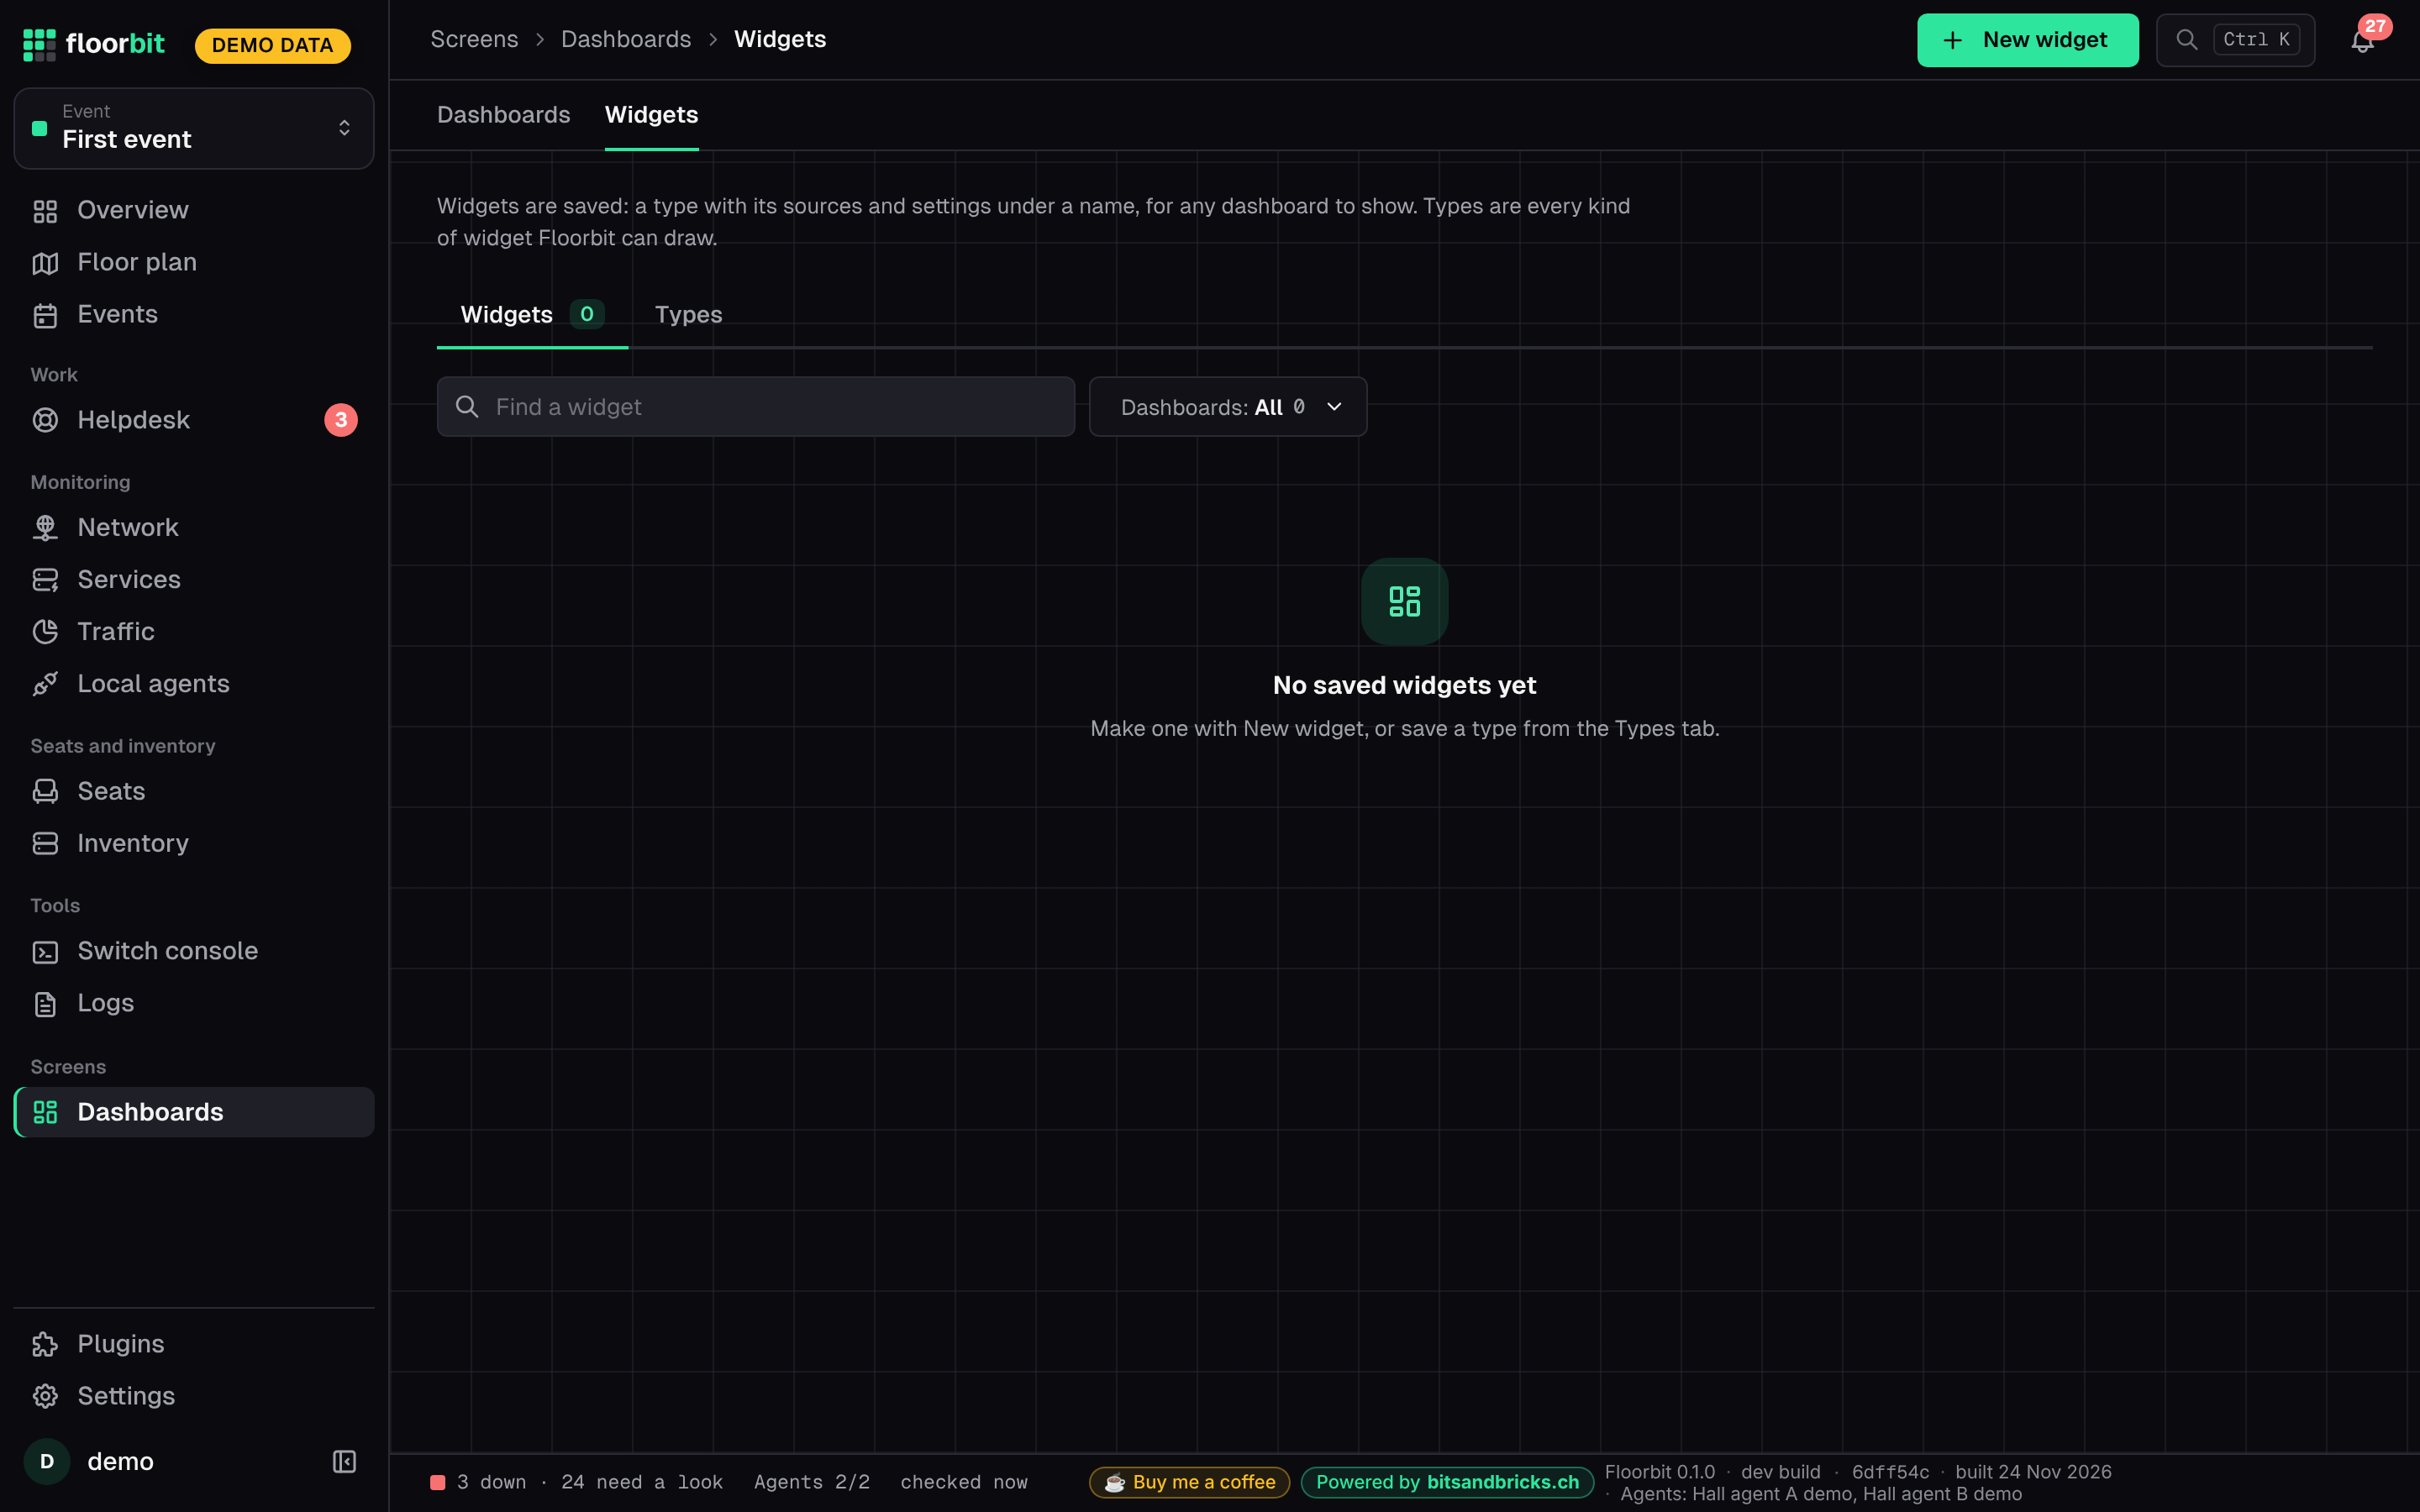 floorbit
DEMO DATA
Event
First event
Overview
Floor plan
Events
Work
Helpdesk
3
Monitoring
Network
Services
Traffic
Local agents
Seats and inventory
Seats
Inventory
Tools
Switch console
Logs
Screens
Dashboards
Plugins
Settings
D
demo
Screens > Dashboards > Widgets
New widget
Ctrl K
27
Dashboards
Widgets
Widgets are saved: a type with its sources and settings under a name, for any dashboard to show. Types are every kind
of widget Floorbit can draw.
Widgets 0
Types
Find a widget
Dashboards: All 0
No saved widgets yet
Make one with New widget, or save a type from the Types tab.
3 down · 24 need a look
Agents 2/2
checked now
☕ Buy me a coffee
Powered by bitsandbricks.ch
Floorbit 0.1.0 · dev build · 6dff54c · built 24 Nov 2026
· Agents: Hall agent A demo, Hall agent B demo